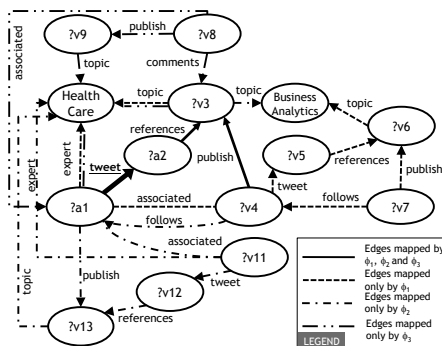 ?v9
publish
?v8
associated
topic
comments
Health
Care
topic
?v3
topic
Business
Analytics
topic
?v6
references
?a2
publish
?v5
references
expert
expert
tweet
tweet
publish
?a1
associated
?v4
follows
?v7
follows
associated
?v11
topic
publish
tweet
?v12
references
?v13
Edges mapped by
ϕ1, ϕ2 and ϕ3
Edges mapped
only by ϕ1
Edges mapped
only by ϕ2
Edges mapped
only by ϕ3
LEGEND